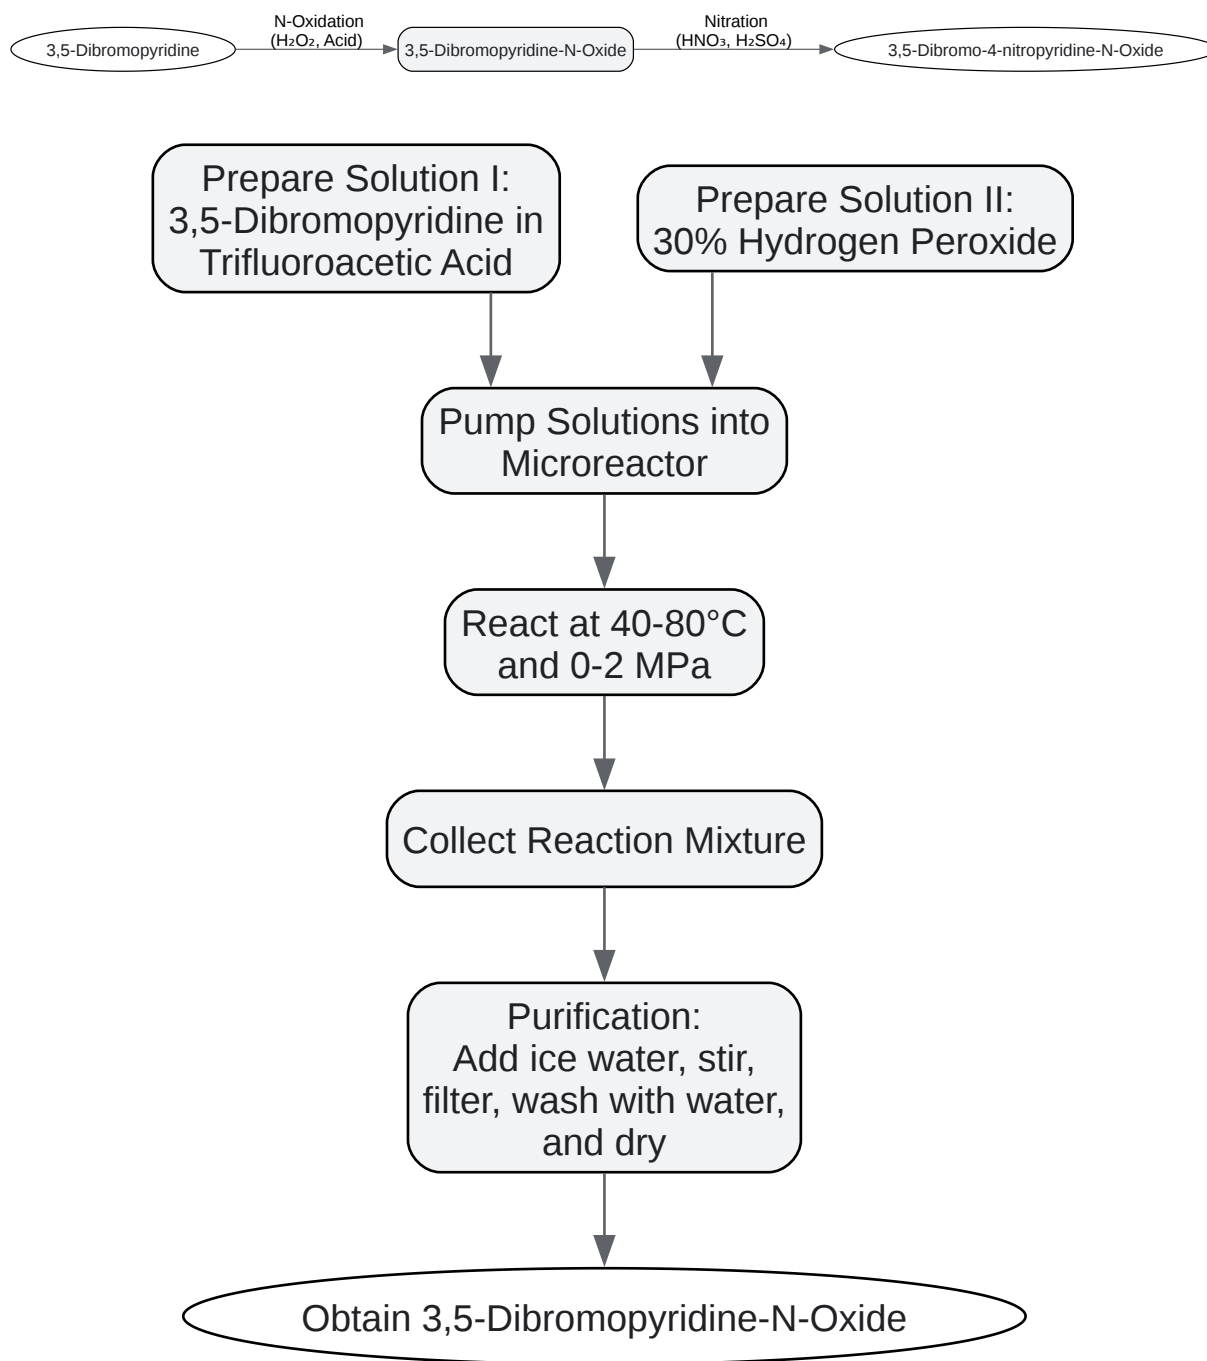 N-Oxidation
(H₂O₂, Acid)
Nitration
(HNO₃, H₂SO₄)
3,5-Dibromopyridine
3,5-Dibromopyridine-N-Oxide
3,5-Dibromo-4-nitropyridine-N-Oxide
Prepare Solution I:
3,5-Dibromopyridine in
Trifluoroacetic Acid
Prepare Solution II:
30% Hydrogen Peroxide
Pump Solutions into
Microreactor
React at 40-80°C
and 0-2 MPa
Collect Reaction Mixture
Purification:
Add ice water, stir,
filter, wash with water,
and dry
Obtain 3,5-Dibromopyridine-N-Oxide